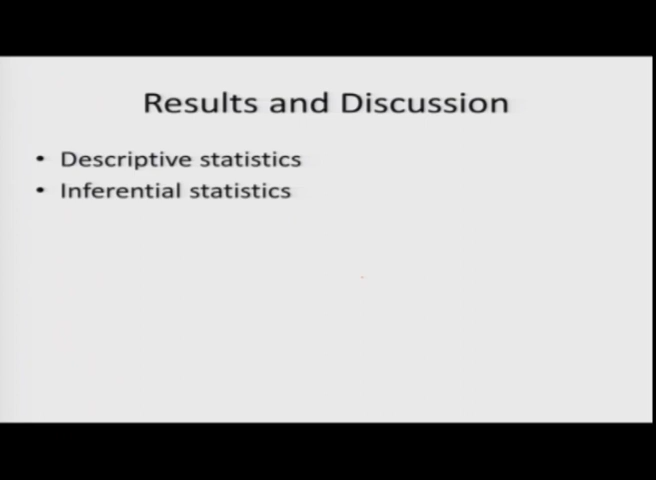 Results and Discussion
• Descriptive statistics
• Inferential statistics